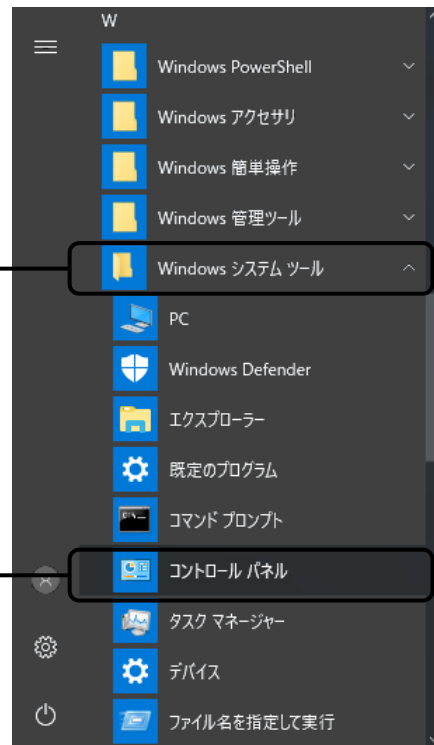 W
Windows PowerShell
Windows アクセサリ
Windows 簡単操作
Windows 管理ツール
Windows システム ツール
PC
Windows Defender
エクスプローラー
既定のプログラム
コマンド プロンプト
コントロール パネル
タスク マネージャー
デバイス
ファイル名を指定して実行